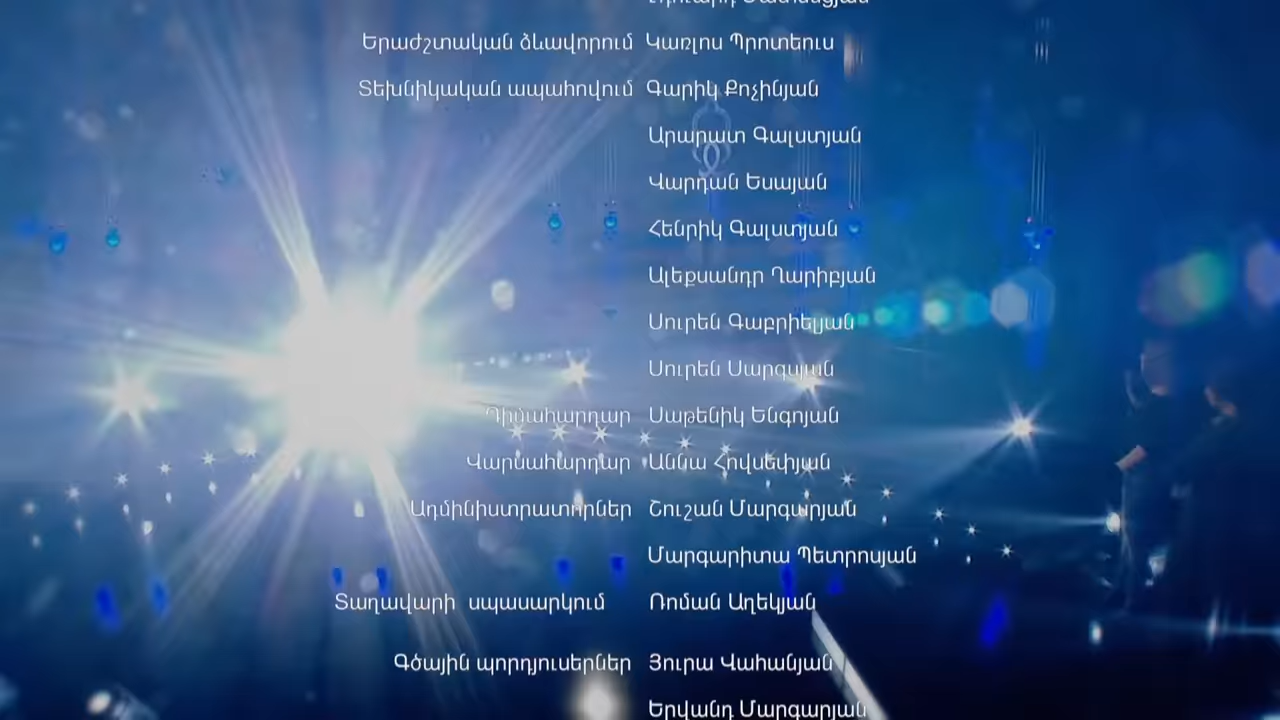 Երաժշտական ձևավորում Կառլոս Պրոտեուս
Տեխնիկական ապահովում Գարիկ Քոչինյան
Արարատ Գալստյան
Վարդան Եսայան
Հենրիկ Գալստյան
Ալեքսանդր Ղարիբյան
Սուրեն Գաբրիելյան
Սուրեն Սարգսյան
Դիմահարդար Սաթենիկ Ենգոյան
Վարսահարդար Աննա Հովսեփյան
Ադմինիստրատորներ Շուշան Մարգարյան
Մարգարիտա Պետրոսյան
Տաղավարի սպասարկում Ռոման Աղեկյան
Գծային պորդյուսերներ Յուրա Վահանյան
Երվանդ Մարգարյան